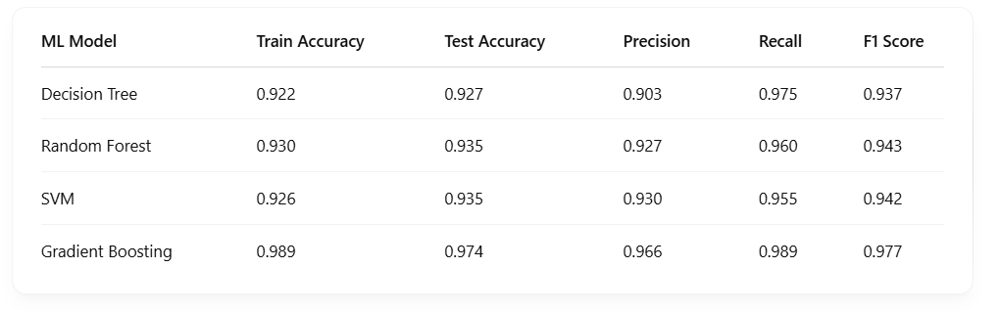 ML Model Train Accuracy Test Accuracy Precision Recall F1 Score
Decision Tree 0.922 0.927 0.903 0.975 0.937
Random Forest 0.930 0.935 0.927 0.960 0.943
SVM 0.926 0.935 0.930 0.955 0.942
Gradient Boosting 0.989 0.974 0.966 0.989 0.977